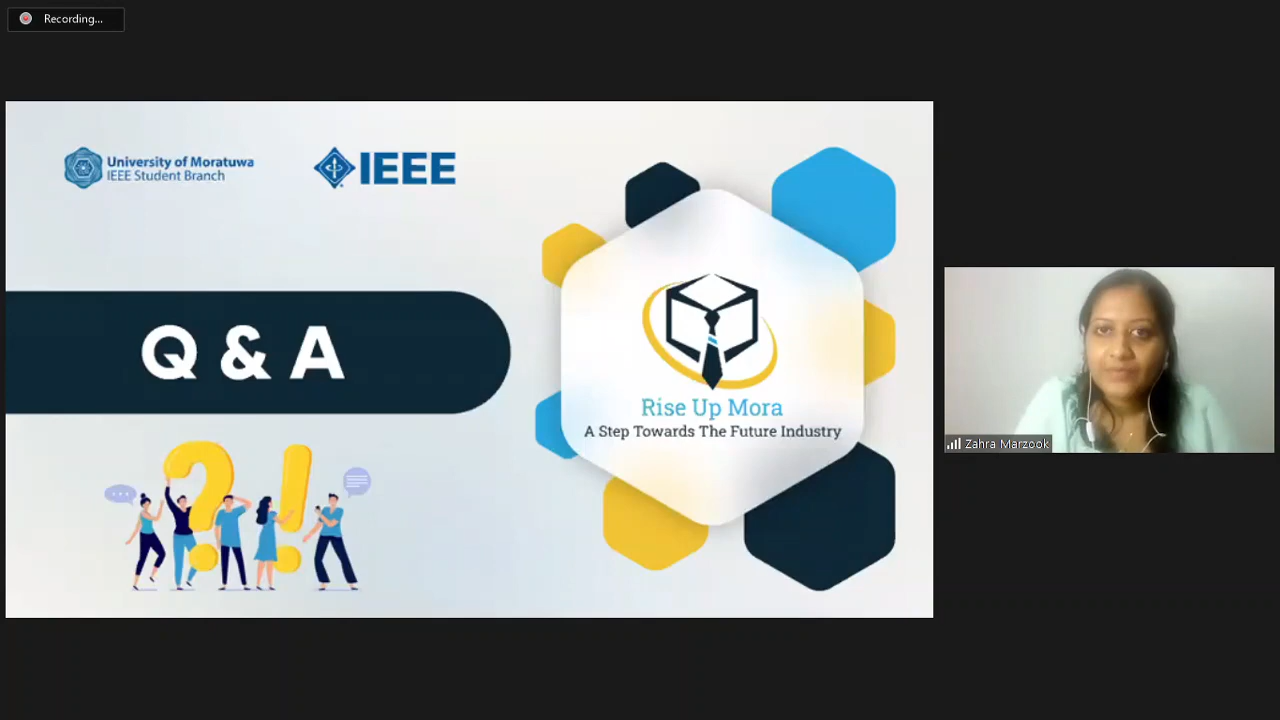 Recording...
University of Moratuwa
IEEE Student Branch
IEEE
Q & A
?!
Rise Up Mora
A Step Towards The Future Industry
Zahra Marzook